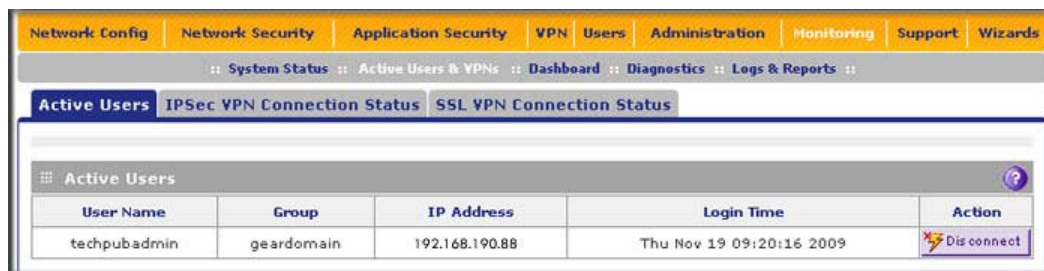 Network Config Network Security Application Security VPN Users Administration Monitoring Support Wizards
:: System Status :: Active Users & VPNs :: Dashboard :: Diagnostics :: Logs & Reports ::
Active Users IPSec VPN Connection Status SSL VPN Connection Status
Active Users ?
User Name Group IP Address Login Time Action
techpubadmin geardomain 192.168.190.88 Thu Nov 19 09:20:16 2009 Disconnect